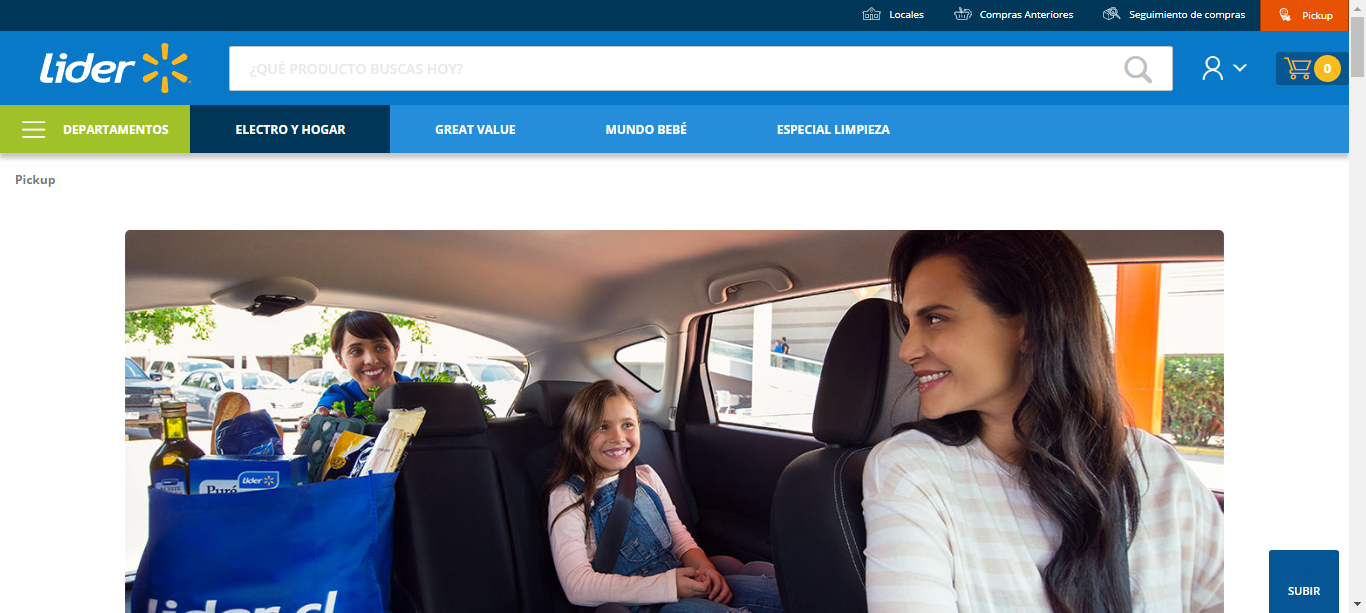 Locales
Compras Anteriores
Seguimiento de compras
Pickup
Lider
¿QUÉ PRODUCTO BUSCAS HOY?
0
DEPARTAMENTOS
ELECTRO Y HOGAR
GREAT VALUE
MUNDO BEBÉ
ESPECIAL LIMPIEZA
Pickup
Lider
Puré
lider.cl
SUBIR